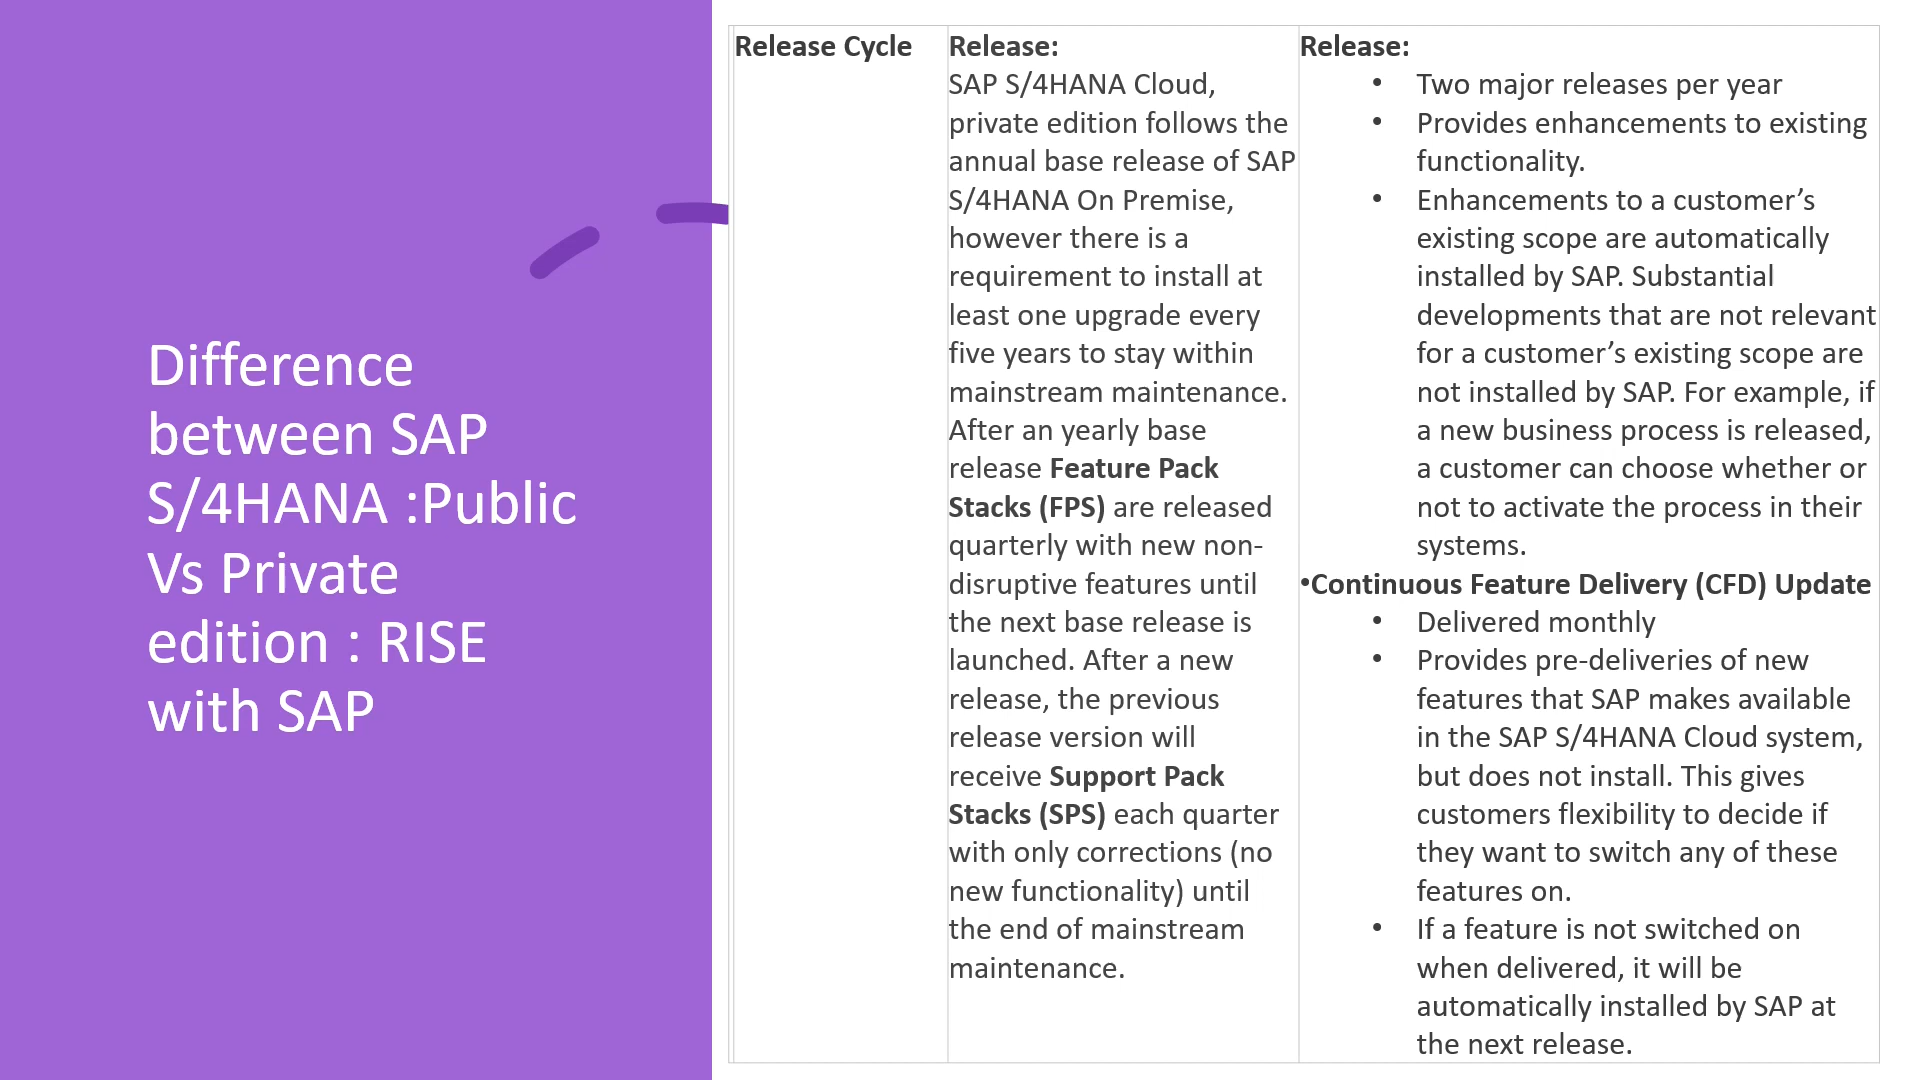 Difference
between SAP
S/4HANA :Public
Vs Private
edition : RISE
with SAP
Release Cycle
Release:
SAP S/4HANA Cloud,
private edition follows the
annual base release of SAP
S/4HANA On Premise,
however there is a
requirement to install at
least one upgrade every
five years to stay within
mainstream maintenance.
After an yearly base
release Feature Pack
Stacks (FPS) are released
quarterly with new non-
disruptive features until
the next base release is
launched. After a new
release, the previous
release version will
receive Support Pack
Stacks (SPS) each quarter
with only corrections (no
new functionality) until
the end of mainstream
maintenance.
Release:
• Two major releases per year
• Provides enhancements to existing
functionality.
• Enhancements to a customer’s
existing scope are automatically
installed by SAP. Substantial
developments that are not relevant
for a customer’s existing scope are
not installed by SAP. For example, if
a new business process is released,
a customer can choose whether or
not to activate the process in their
systems.
•Continuous Feature Delivery (CFD) Update
• Delivered monthly
• Provides pre-deliveries of new
features that SAP makes available
in the SAP S/4HANA Cloud system,
but does not install. This gives
customers flexibility to decide if
they want to switch any of these
features on.
• If a feature is not switched on
when delivered, it will be
automatically installed by SAP at
the next release.